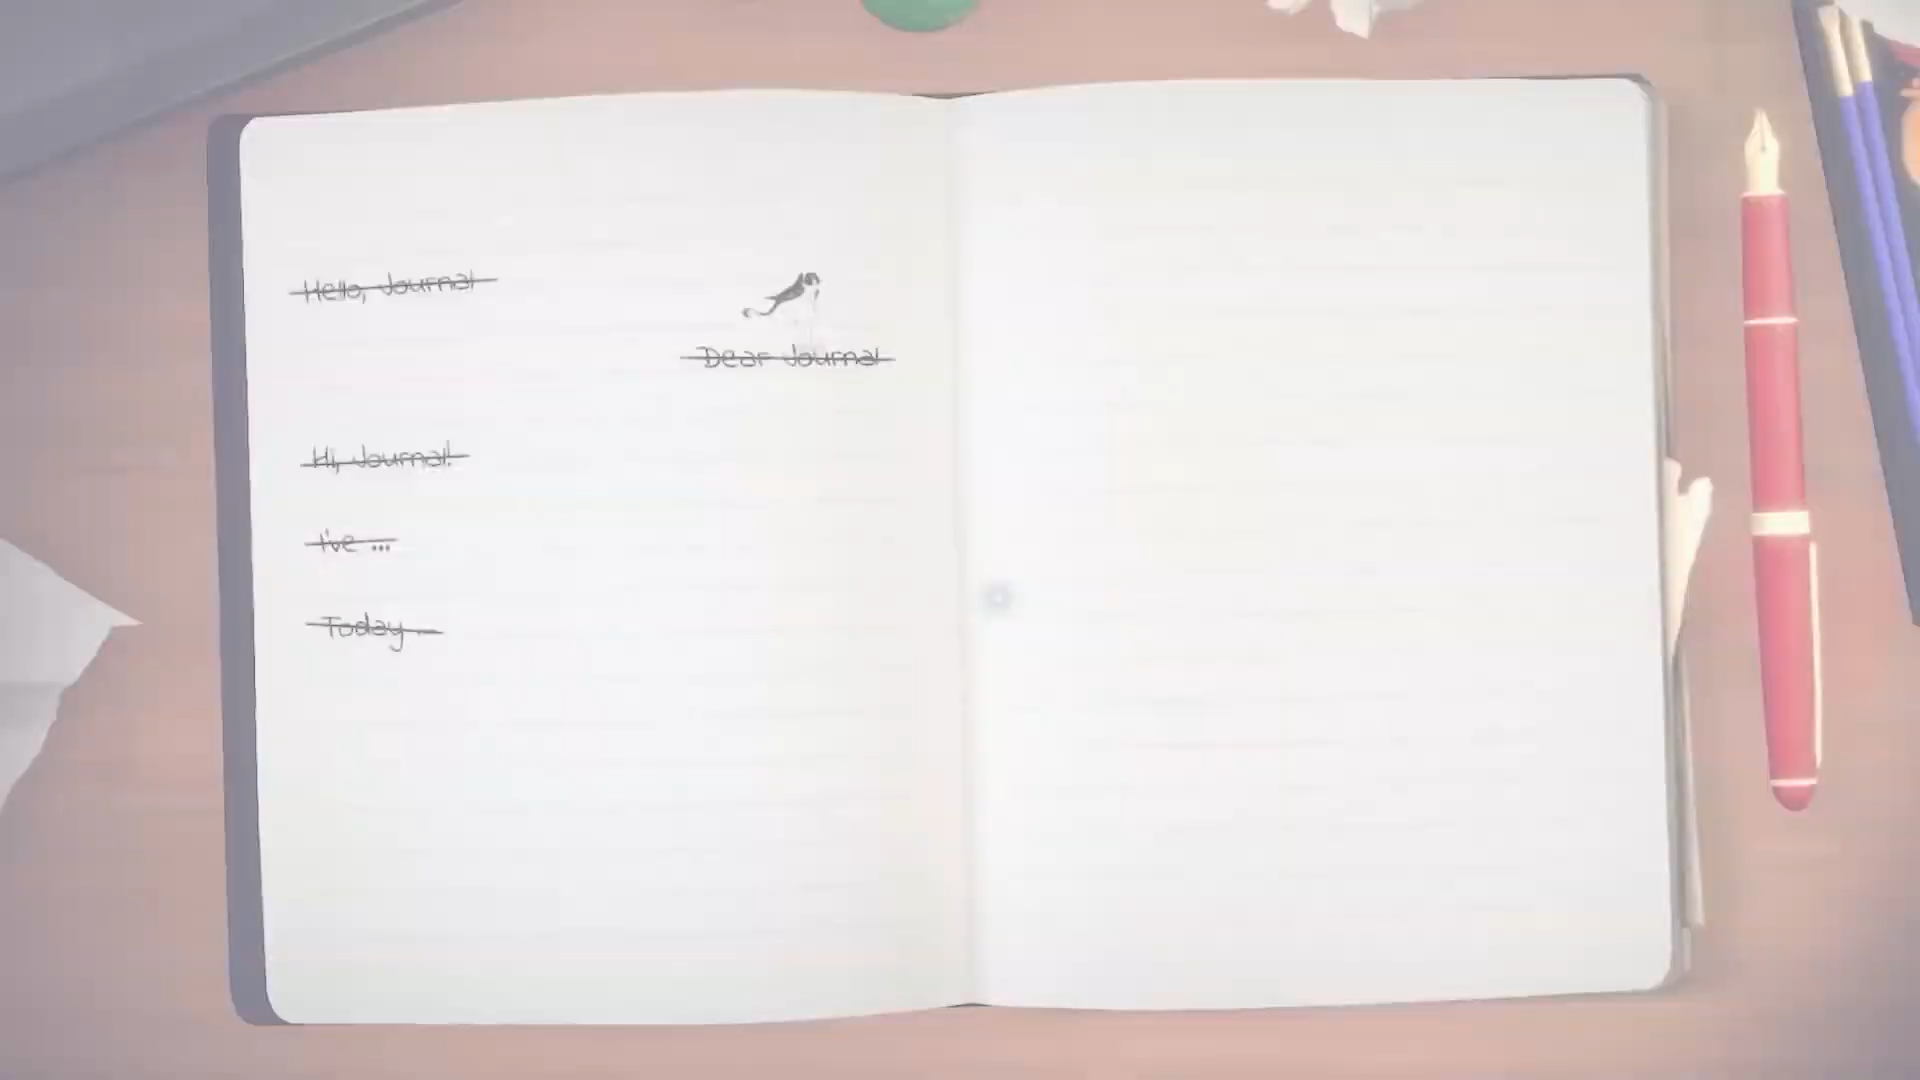 Hello, Journal
Dear Journal
Hi, Journal!
I've ...
Today ...